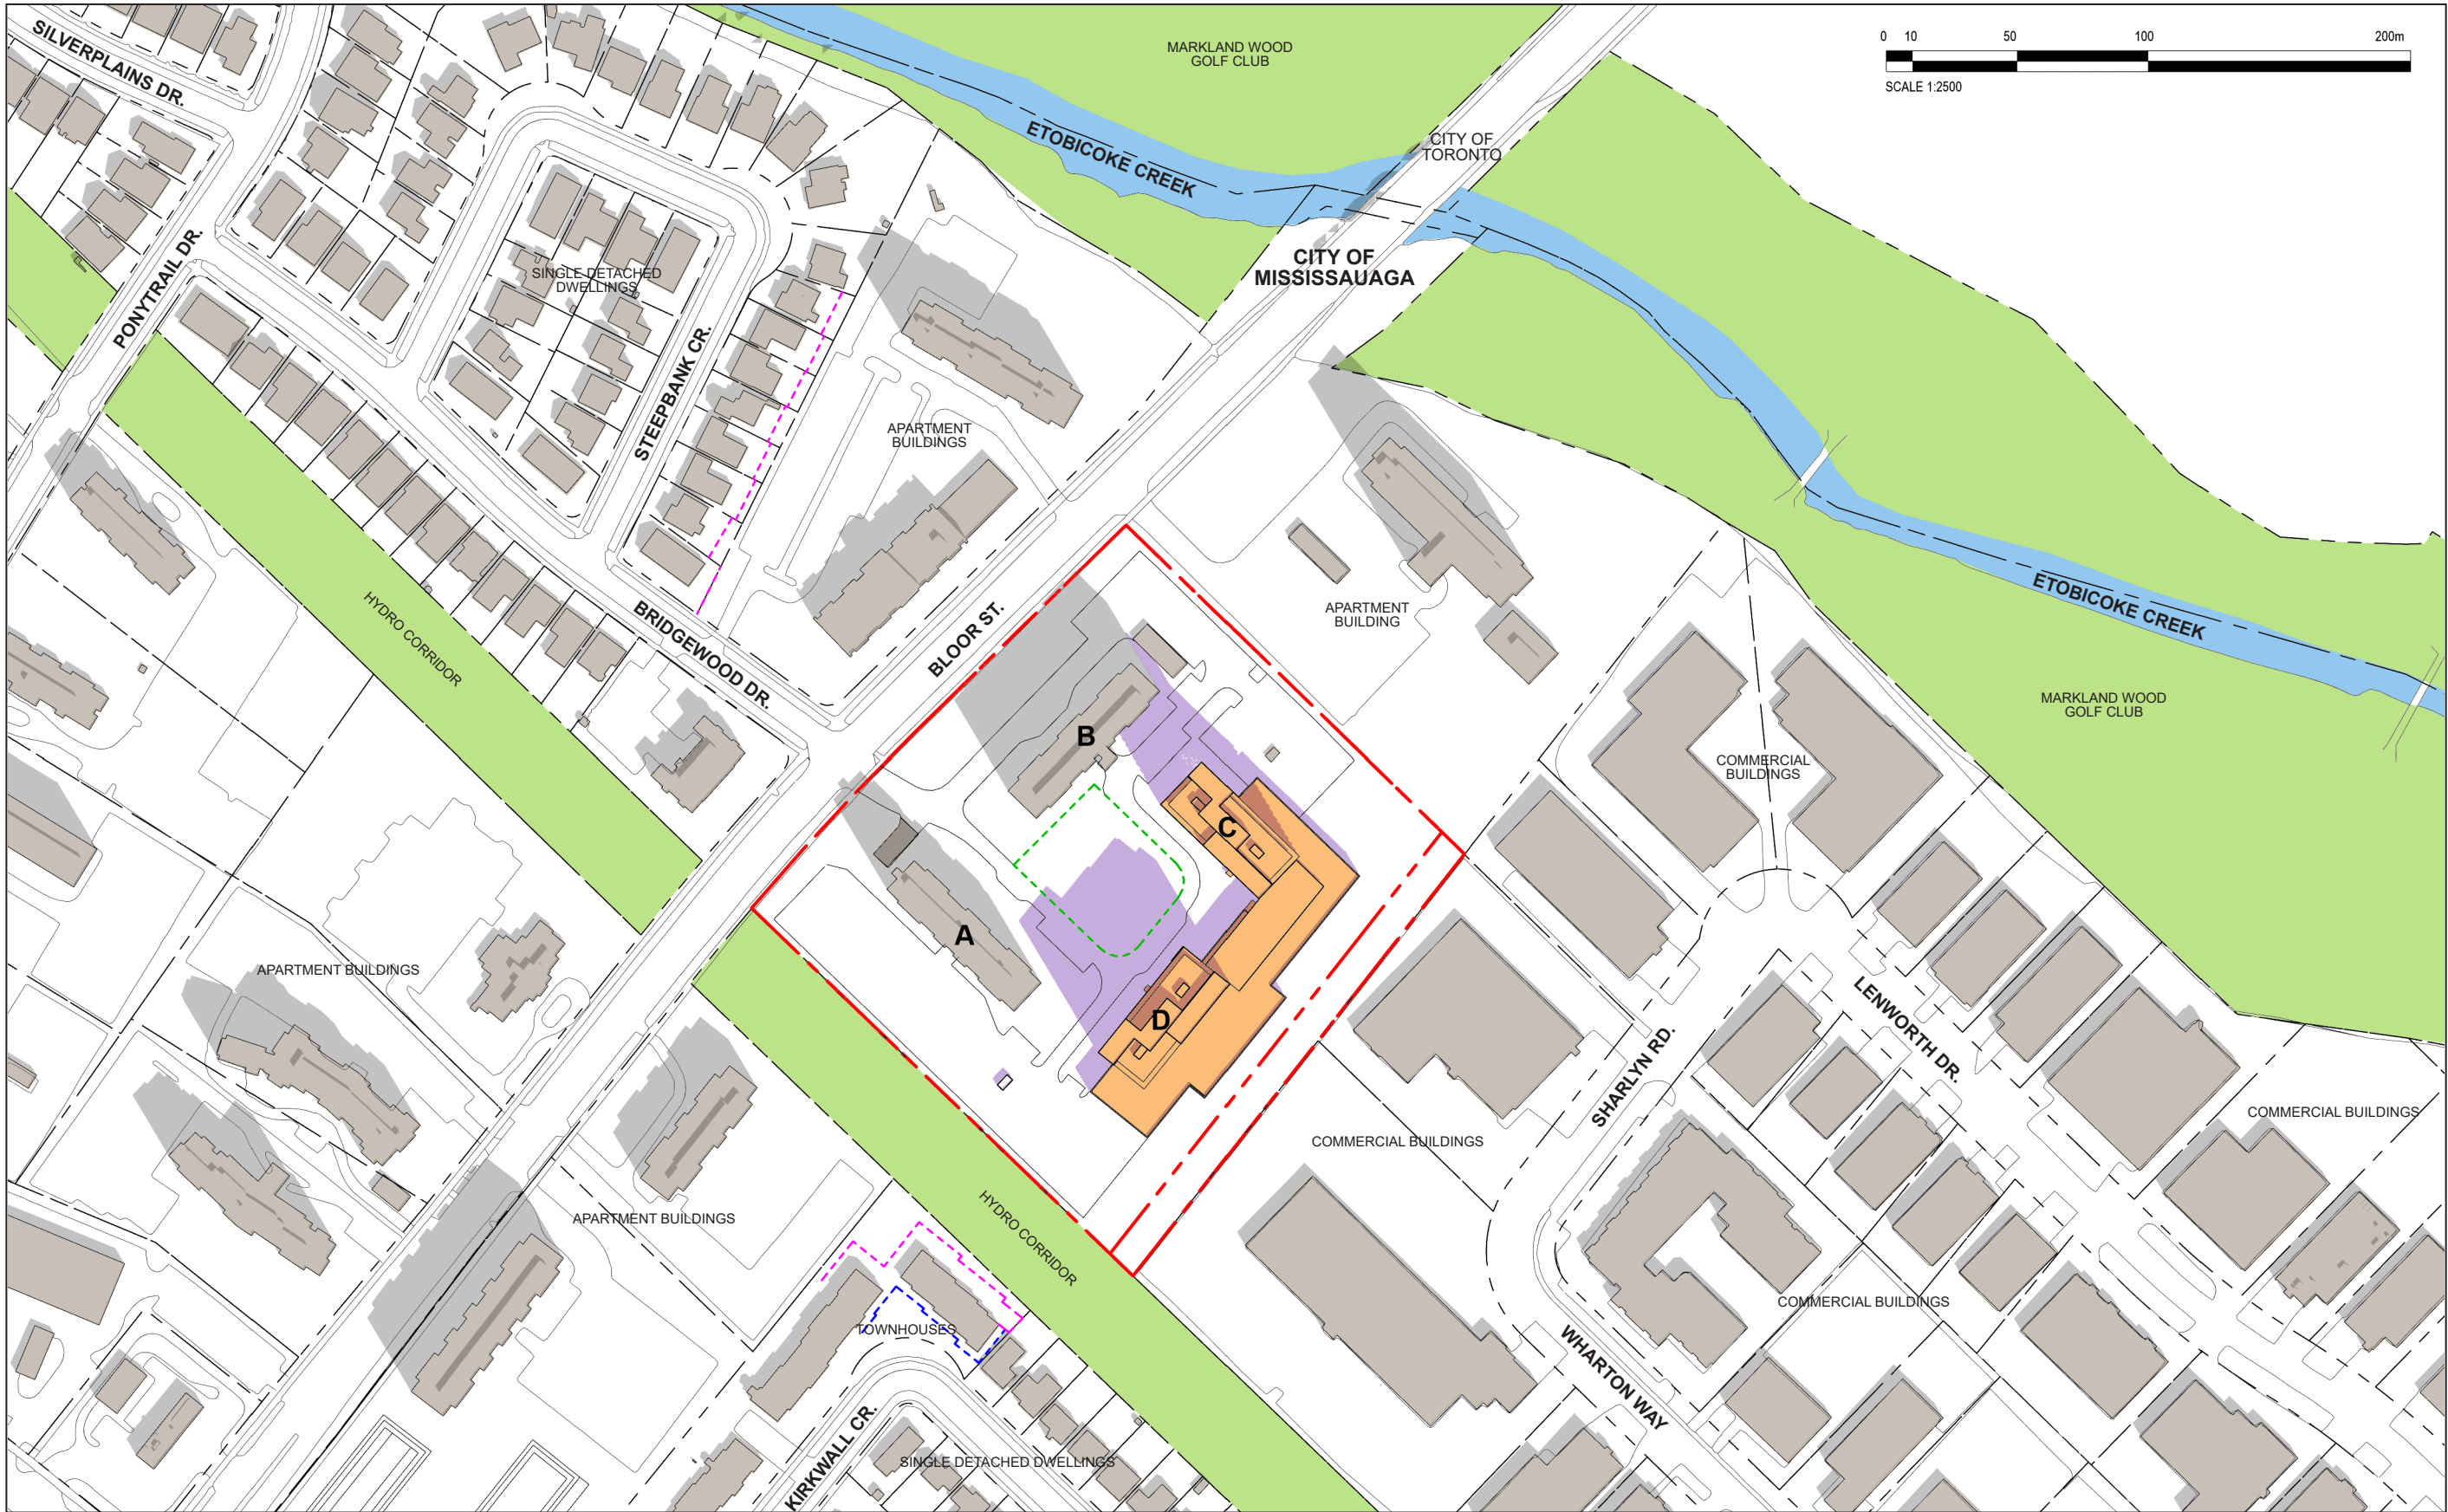 SILVERPLAINS DR.
MARKLAND WOOD
GOLF CLUB
0 10 50 100 200m
SCALE 1:2500
ETOBICOKE CREEK
CITY OF
TORONTO
CITY OF
MISSISSAUAGA
PONYTRAIL DR.
SINGLE DETACHED
DWELLINGS
STEEPBANK CR.
APARTMENT
BUILDINGS
HYDRO CORRIDOR
BRIDGEWOOD DR.
BLOOR ST.
APARTMENT
BUILDING
ETOBICOKE CREEK
MARKLAND WOOD
GOLF CLUB
B
COMMERCIAL
BUILDINGS
C
A
D
APARTMENT BUILDINGS
LENWORTH DR.
SHARLYN RD.
COMMERCIAL BUILDINGS
COMMERCIAL BUILDINGS
APARTMENT BUILDINGS
HYDRO CORRIDOR
TOWNHOUSES
COMMERCIAL BUILDINGS
WHARTON WAY
KIRKWALL CR.
SINGLE DETACHED DWELLINGS